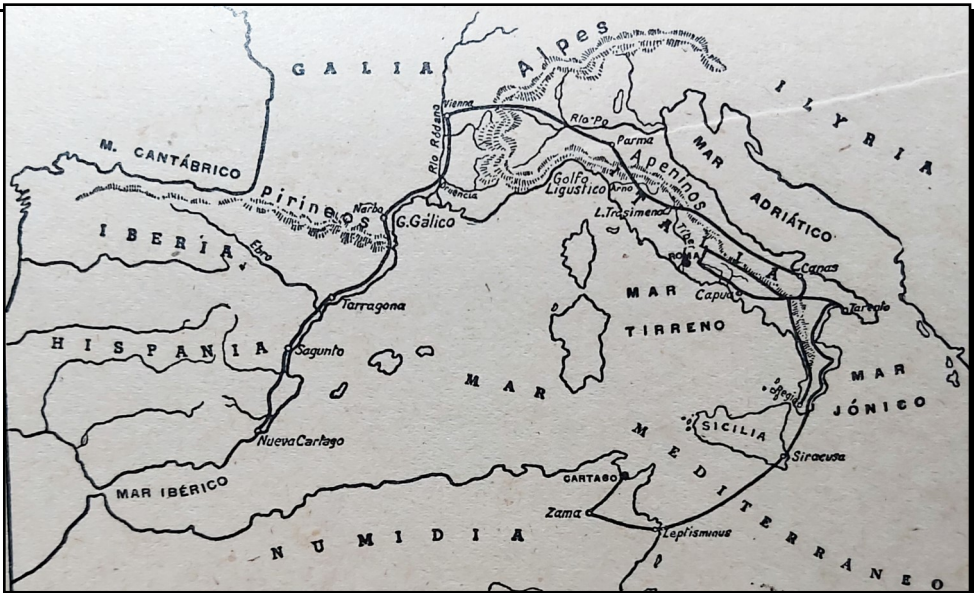 Alpes
GALIA
ILYRIA
Vienna
Rio Po
Rio Ródano
Parma
M. CANTÁBRICO
MAR
ADRIÁTICO
Apeninos
Pirineos
Golfo
Ligustico
Arno
Druencia
Narbo
G. Gálico
L. Trasimeno
ITALIA
IBERIA
Ebro
Tiber
ROMA
Canas
Capua
Tarento
MAR
TIRRENO
Tarragona
HISPANIA
Sagunto
MAR
MEDITERRÁNEO
MAR
JÓNICO
Regio
SICILIA
Nueva Cartago
Siracusa
MAR IBÉRICO
CARTAGO
Zama
Leptisminus
NUMIDIA